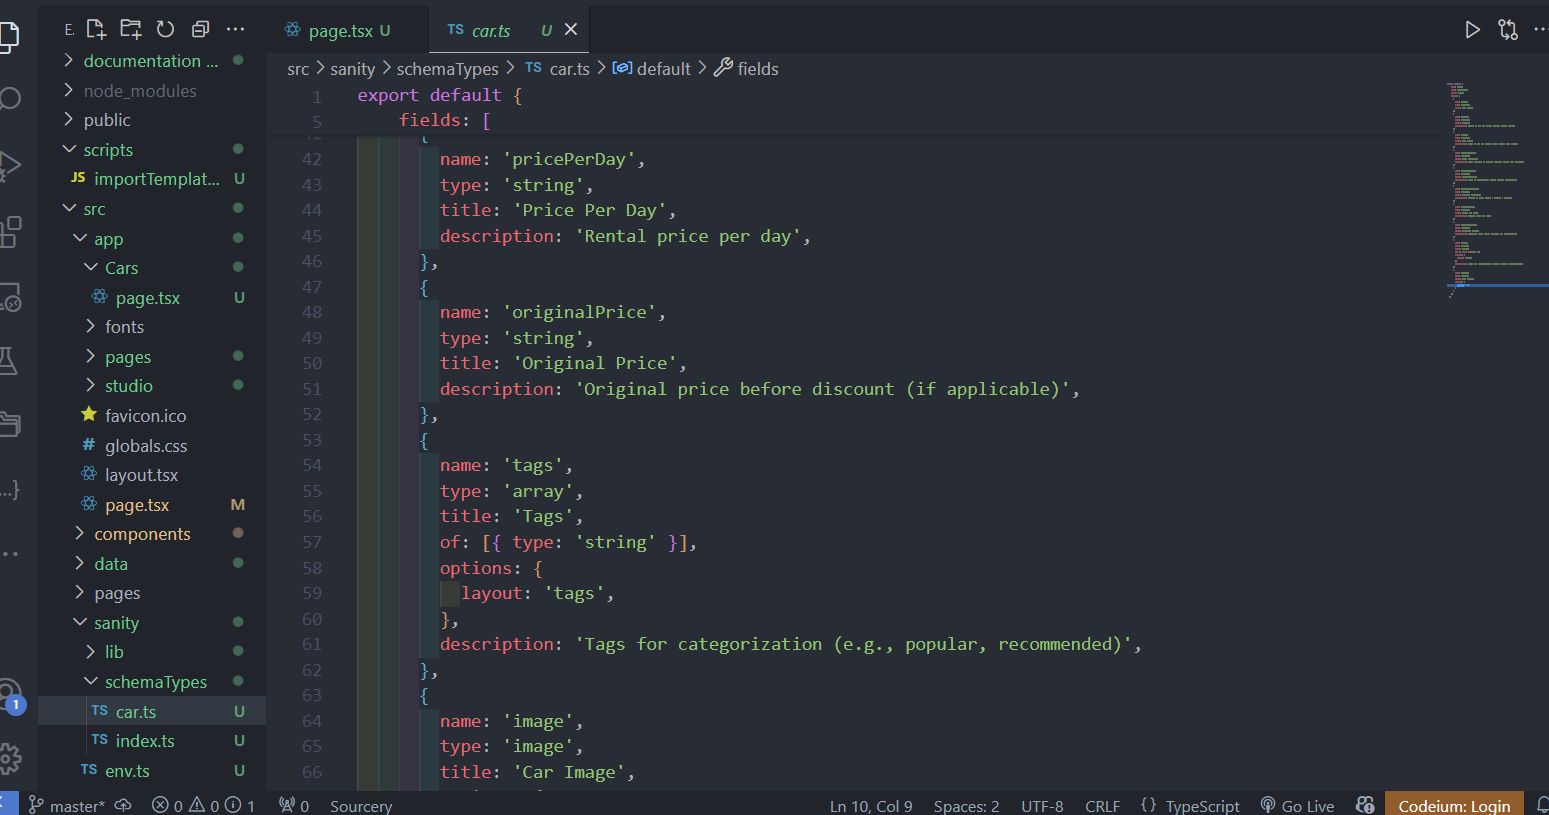 E.
documentation ...
node_modules
public
scripts
JS importTemplat... U
src
app
Cars
page.tsx U
fonts
pages
studio
favicon.ico
# globals.css
layout.tsx
page.tsx M
components
data
pages
sanity
lib
schemaTypes
TS car.ts U
TS index.ts U
TS env.ts U
1
page.tsx U
TS car.ts U
src > sanity > schemaTypes > TS car.ts > default > fields
1 export default {
5 fields: [
42 name: 'pricePerDay',
43 type: 'string',
44 title: 'Price Per Day',
45 description: 'Rental price per day',
46 },
47 {
48 name: 'originalPrice',
49 type: 'string',
50 title: 'Original Price',
51 description: 'Original price before discount (if applicable)',
52 },
53 {
54 name: 'tags',
55 type: 'array',
56 title: 'Tags',
57 of: [{ type: 'string' }],
58 options: {
59 layout: 'tags',
60 },
61 description: 'Tags for categorization (e.g., popular, recommended)',
62 },
63 {
64 name: 'image',
65 type: 'image',
66 title: 'Car Image',
master* 0 0 1 0 Sourcery Ln 10, Col 9 Spaces: 2 UTF-8 CRLF {} TypeScript Go Live Codeium: Login